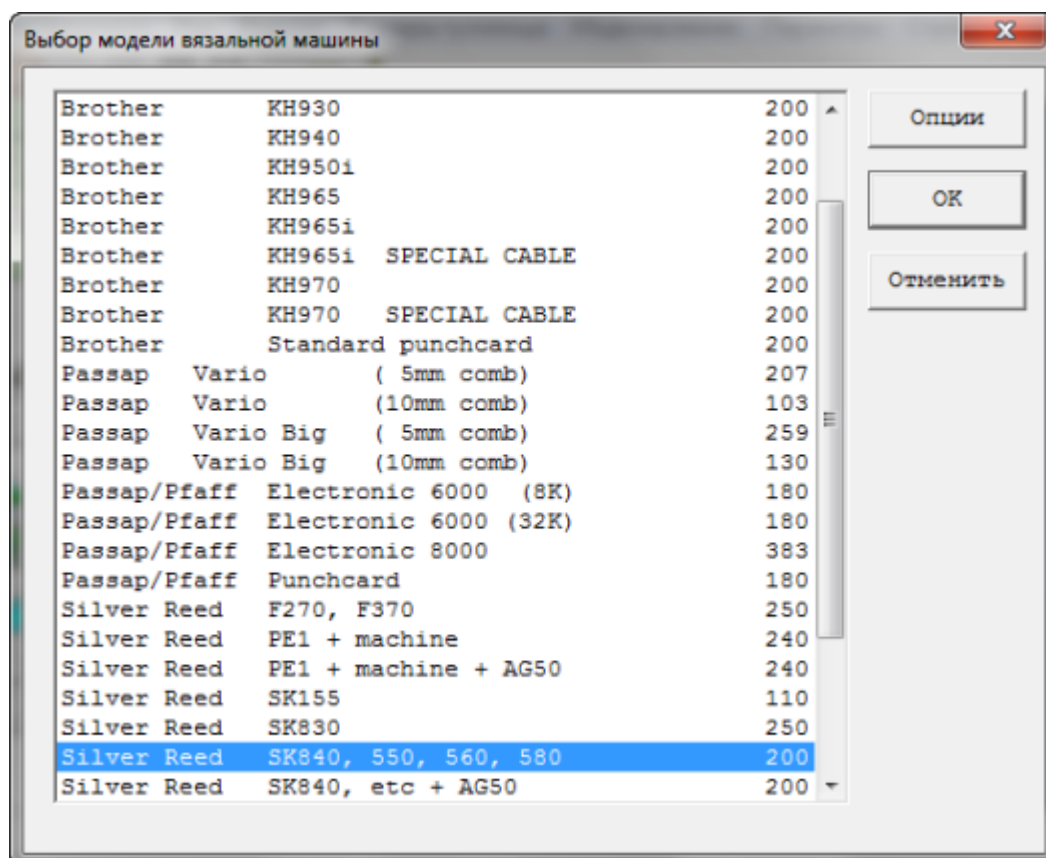 Выбор модели вязальной машины
Brother KH930 200
Brother KH940 200
Brother KH950i 200
Brother KH965 200
Brother KH965i 200
Brother KH965i SPECIAL CABLE 200
Brother KH970 200
Brother KH970 SPECIAL CABLE 200
Brother Standard punchcard 200
Passap Vario ( 5mm comb) 207
Passap Vario (10mm comb) 103
Passap Vario Big ( 5mm comb) 259
Passap Vario Big (10mm comb) 130
Passap/Pfaff Electronic 6000 (8K) 180
Passap/Pfaff Electronic 6000 (32K) 180
Passap/Pfaff Electronic 8000 383
Passap/Pfaff Punchcard 180
Silver Reed F270, F370 250
Silver Reed PE1 + machine 240
Silver Reed PE1 + machine + AG50 240
Silver Reed SK155 110
Silver Reed SK830 250
Silver Reed SK840, 550, 560, 580 200
Silver Reed SK840, etc + AG50 200
Опции
OK
Отменить